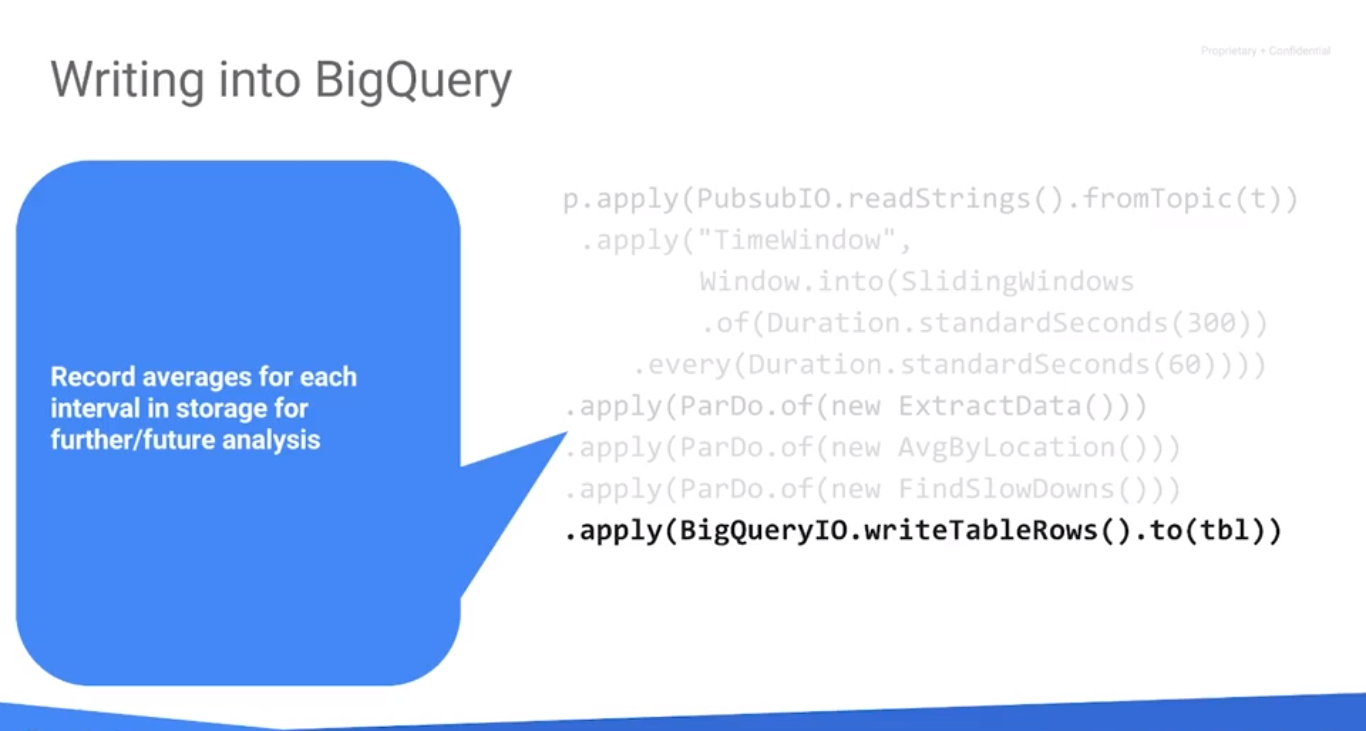 Proprietary + Confidential
Writing into BigQuery
Record averages for each
interval in storage for
further/future analysis
p.apply(PubsubIO.readStrings().fromTopic(t))
.apply("TimeWindow",
Window.into(SlidingWindows
.of(Duration.standardSeconds(300))
.every(Duration.standardSeconds(60))))
.apply(ParDo.of(new ExtractData()))
.apply(ParDo.of(new AvgByLocation()))
.apply(ParDo.of(new FindSlowDowns()))
.apply(BigQueryIO.writeTableRows().to(tbl))